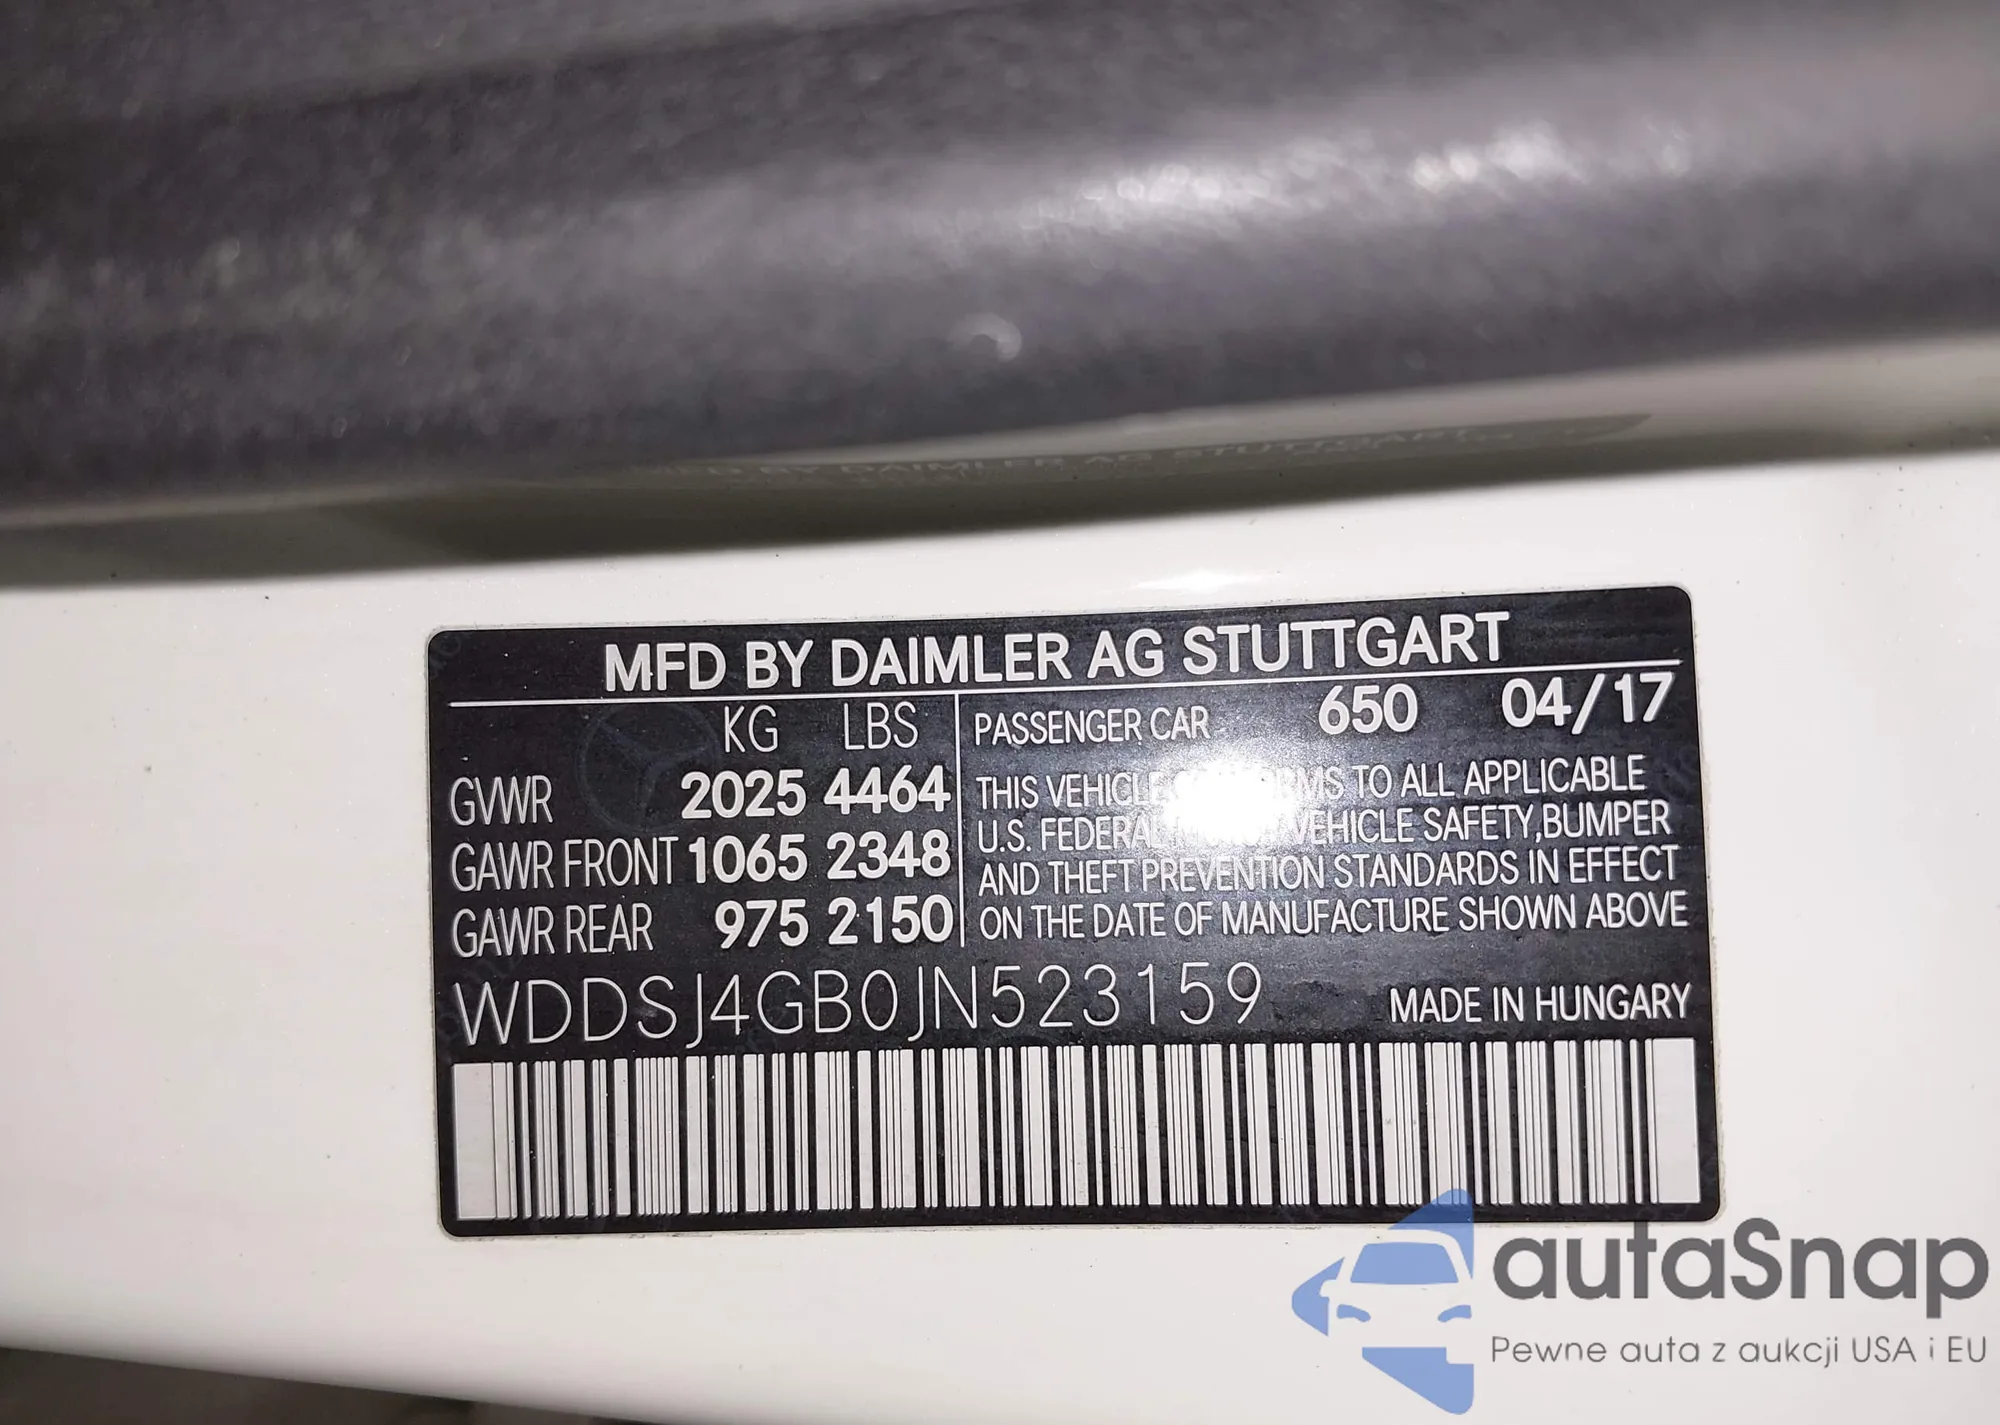 MFD BY DAIMLER AG STUTTGART
KG LBS
GVWR 2025 4464
GAWR FRONT 1065 2348
GAWR REAR 975 2150
PASSENGER CAR 650 04/17
THIS VEHICLE TO ALL APPLICABLE
U.S. FEDERAL VEHICLE SAFETY,BUMPER
AND THEFT PREVENTION STANDARDS IN EFFECT
ON THE DATE OF MANUFACTURE SHOWN ABOVE
WDDSJ4GB0JN523159 MADE IN HUNGARY
autaSnap
Pewne auta z aukcji USA i EU